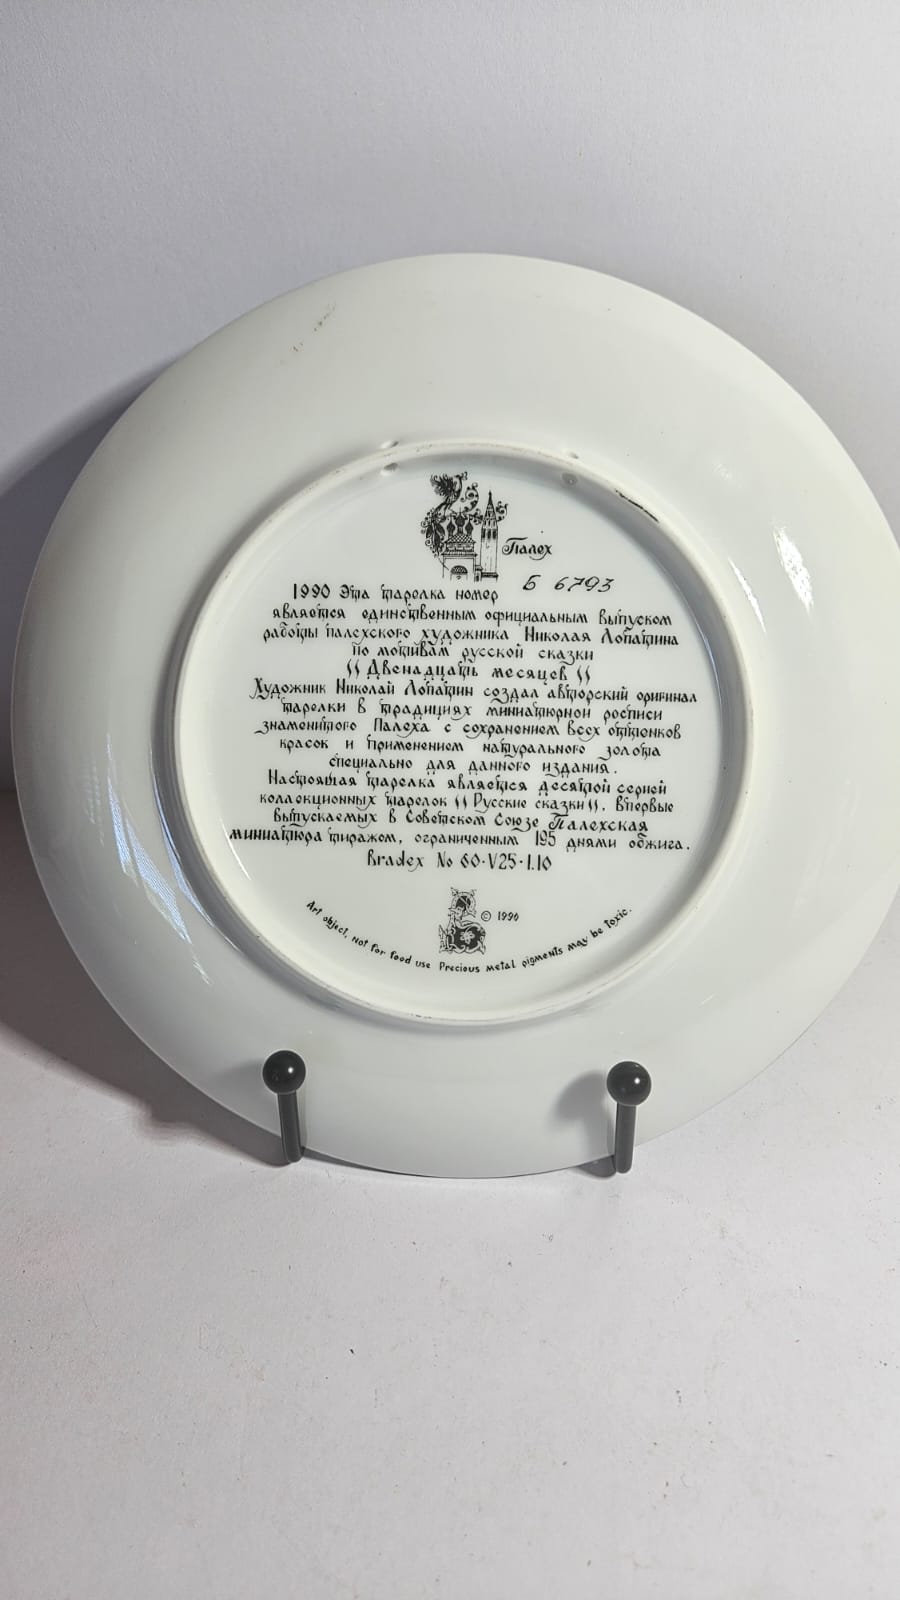 Палех
1990 Эта тарелка номер Б 6793
является единственным официальным выпуском
работы палехского художника Николая Лопатина
по мотивам русской сказки
"Двенадцать месяцев"
Художник Николай Лопатин создал авторский оригинал
тарелки в традициях миниатюрной росписи
знаменитого Палеха с сохранением всех оттенков
красок и применением натурального золота
специально для данного издания.
Настоящая тарелка является десятой серией
коллекционных тарелок "Русские сказки". Впервые
выпускаемых в Советском Союзе Палехская
миниатюра тиражом, ограниченным 195 днями обжига.
Bradex No 60·V25·1.10
© 1990
Art object, Not for food use Precious metal pigments may be toxic.